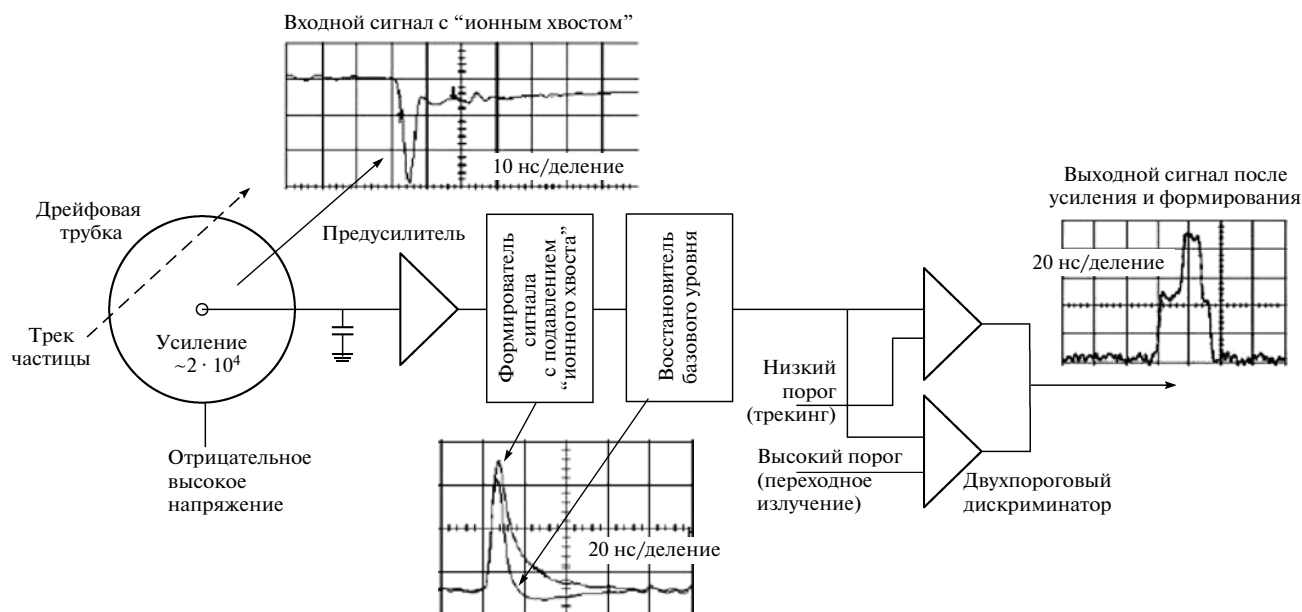 Входной сигнал с “ионным хвостом”
10 нс/деление
Дрейфовая
трубка
Трек
частицы
Усиление
~2 · 10⁴
Отрицательное
высокое
напряжение
Предусилитель
Формирователь
сигнала
с подавлением
“ионного хвоста”
Восстановитель
базового уровня
20 нс/деление
Низкий
порог
(трекинг)
Высокий порог
(переходное
излучение)
Двухпороговый
дискриминатор
Выходной сигнал после
усиления и формирования
20 нс/деление